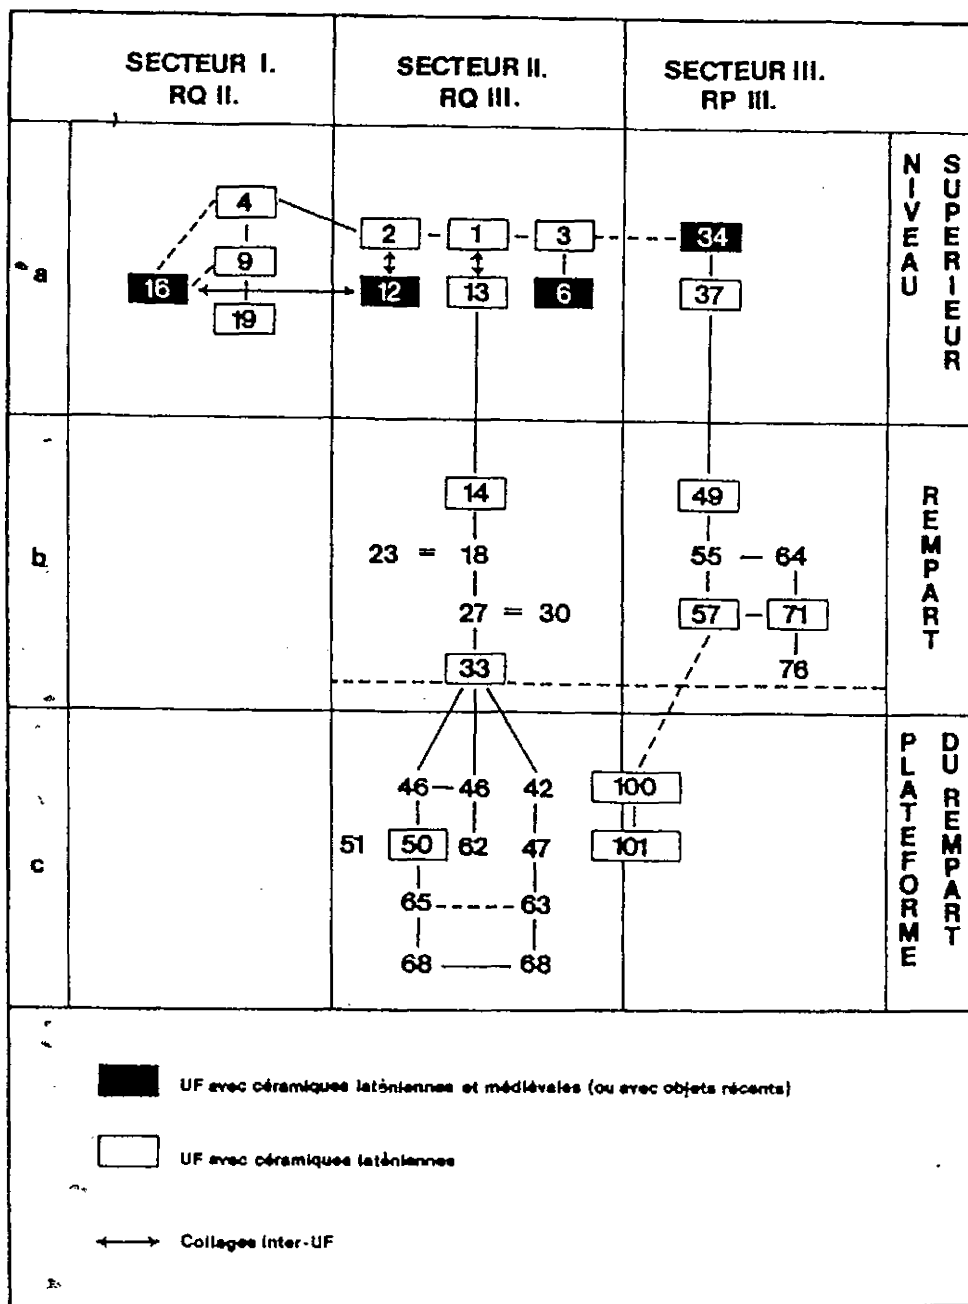 SECTEUR I.
RQ II.
SECTEUR II.
RQ III.
SECTEUR III.
RP III.
a
4
9
16
19
2 - 1 - 3
12
13
6
34
37
NIVEAU
SUPERIEUR
b
14
23 = 18
27 = 30
33
49
55 - 64
57 - 71
76
REMPART
c
46 - 46
42
51
50
62
47
65
63
68
68
100
101
PLATEFORME
DU REMPART
UF avec céramiques latèniennes et médiévales (ou avec objets récents)
UF avec céramiques latèniennes
Collages Inter-UF